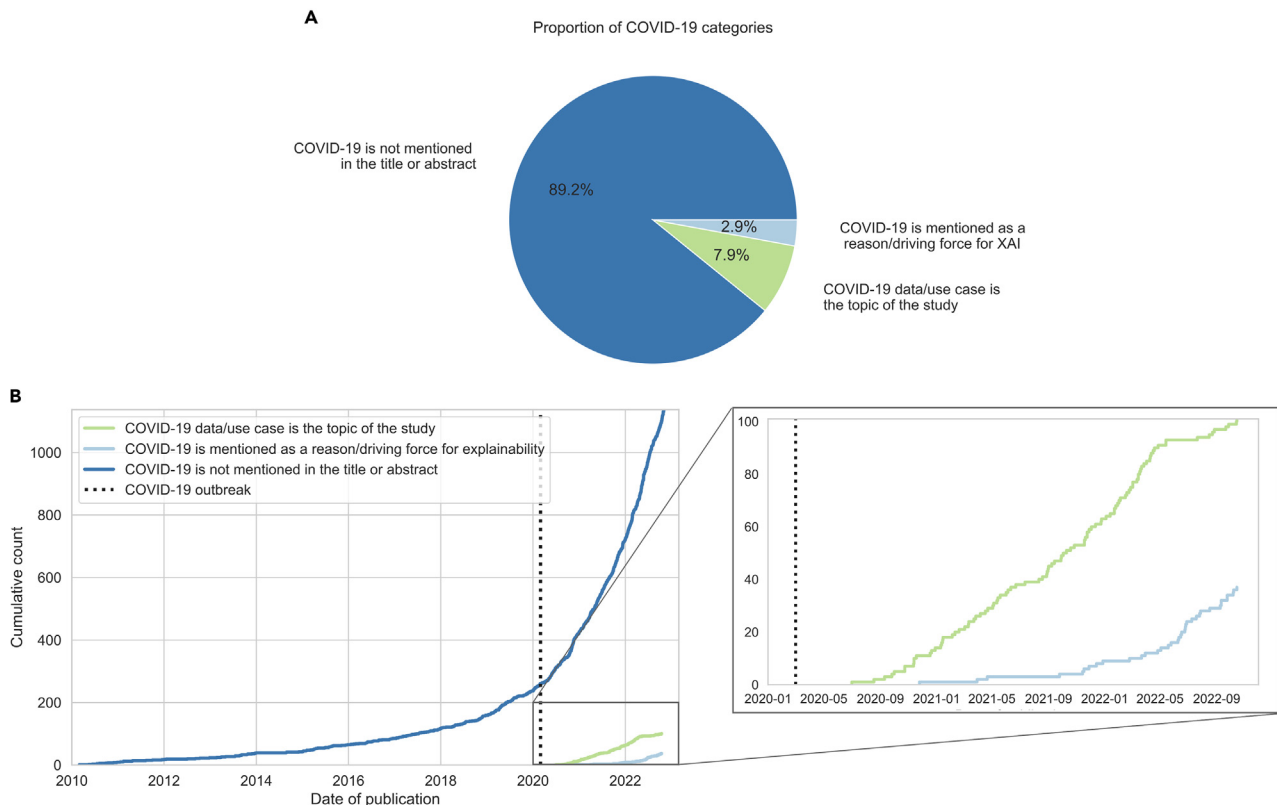 A
Proportion of COVID-19 categories
COVID-19 is not mentioned
in the title or abstract
89.2%
2.9%
7.9%
COVID-19 is mentioned as a
reason/driving force for XAI
COVID-19 data/use case is
the topic of the study
B
COVID-19 data/use case is the topic of the study
COVID-19 is mentioned as a reason/driving force for explainability
COVID-19 is not mentioned in the title or abstract
COVID-19 outbreak
Cumulative count
1000
800
600
400
200
0
2010
2012
2014
2016
2018
2020
2022
Date of publication
100
80
60
40
20
0
2020-01
2020-05
2020-09
2021-01
2021-05
2021-09
2022-01
2022-05
2022-09